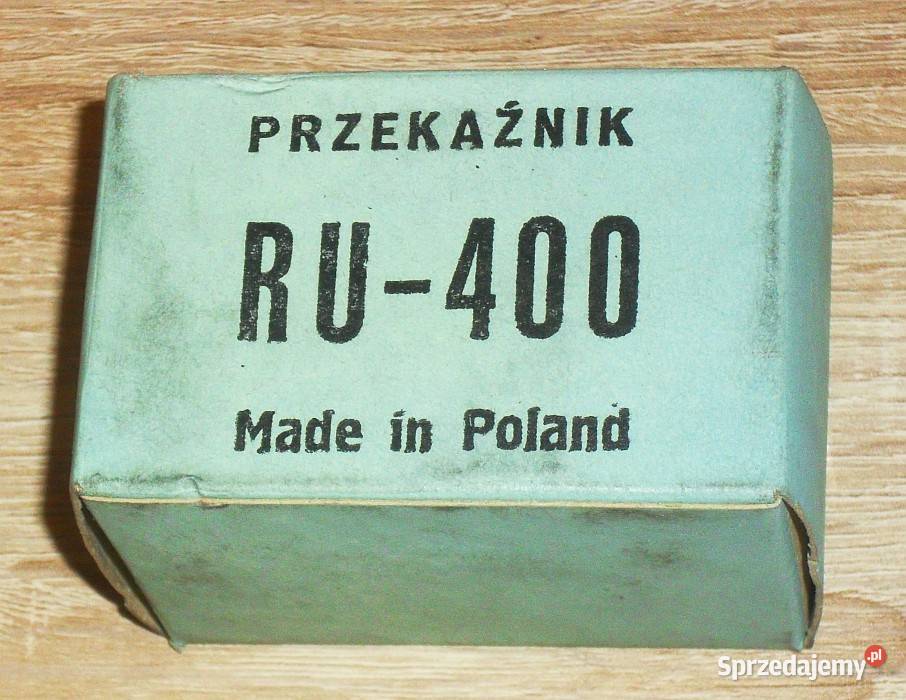 PRZEKAŹNIK
RU-400
Made in Poland
Sprzedajemy.pl